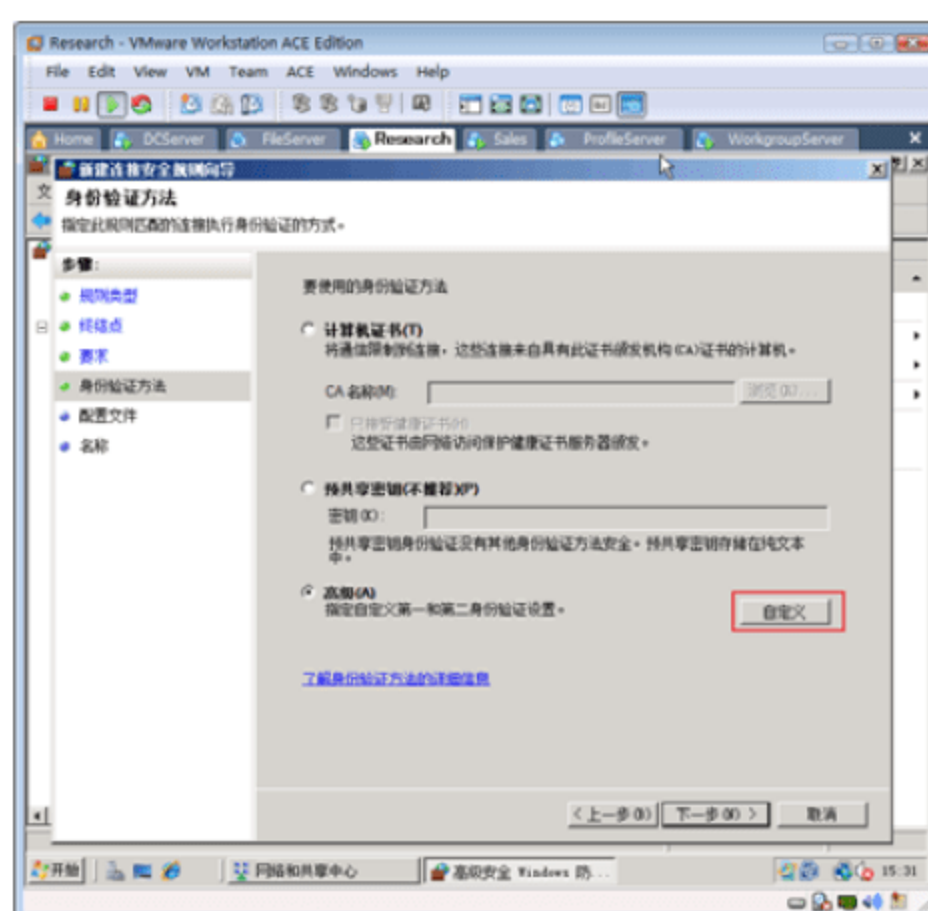 Research - VMware Workstation ACE Edition
File Edit View VM Team ACE Windows Help
Home DCServer FileServer Research Sales ProfileServer WorkgroupServer
新建连接安全规则向导
文
身份验证方法
指定此规则匹配的连接执行身份验证的方式。
步骤:
规则类型
终结点
要求
身份验证方法
配置文件
名称
要使用的身份验证方法
计算机证书(T)
将通信限制到连接,这些连接来自具有此证书颁发机构(CA)证书的计算机。
CA 名称(M):
浏览(B)...
只接受健康证书(H)
这些证书由网络访问保护健康证书服务器颁发。
预共享密钥(不推荐)(P)
密钥(K):
预共享密钥身份验证没有其他身份验证方法安全。预共享密钥存储在纯文本
中。
高级(A)
指定自定义第一和第二身份验证设置。
自定义
了解身份验证方法的详细信息
< 上一步(B) 下一步(N) > 取消
开始 网络和共享中心 高级安全 Windows 防... 15:31